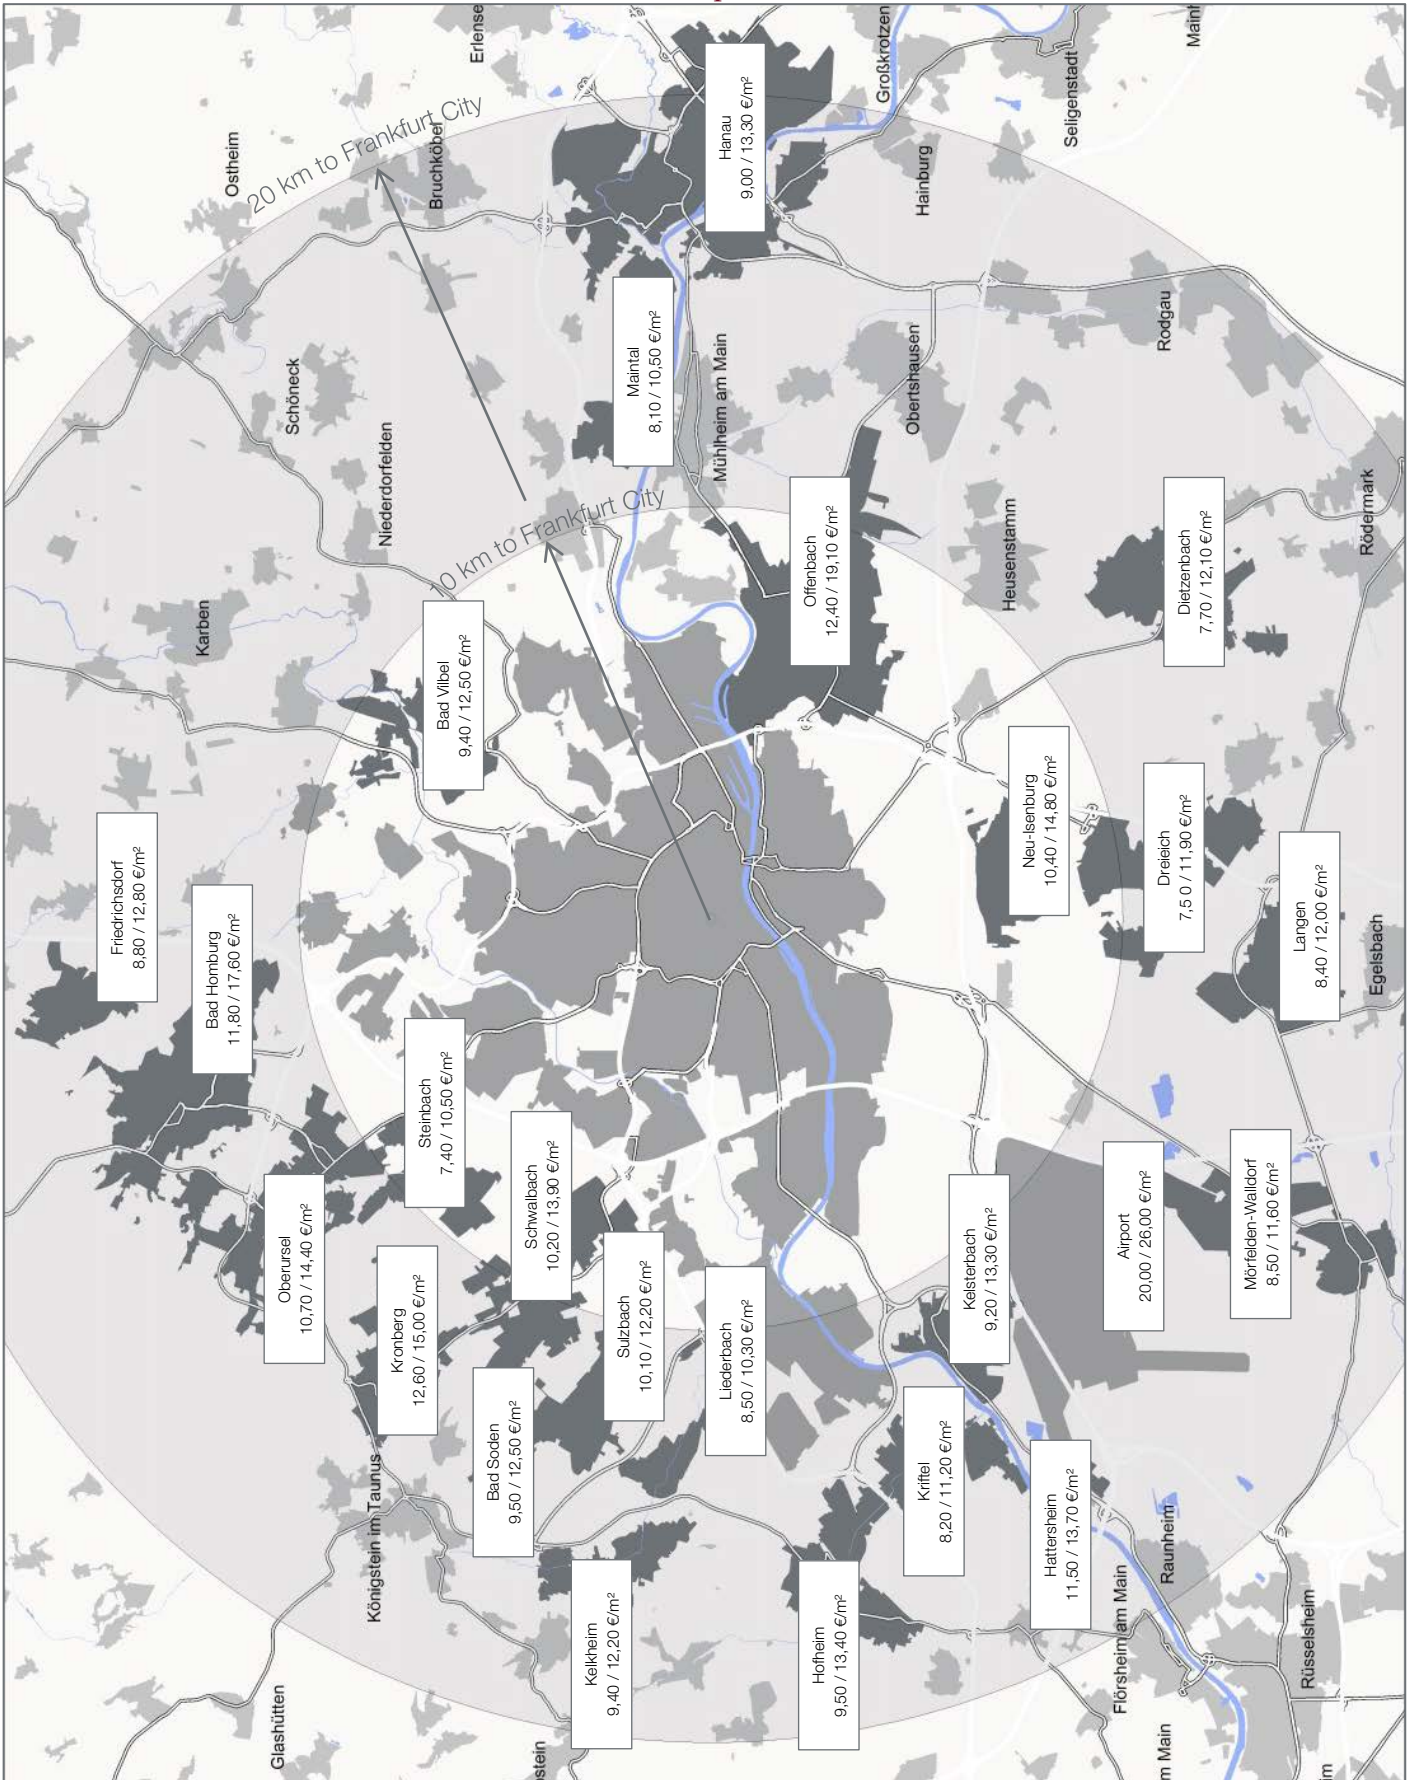 Friedrichsdorf
8,80 / 12,80 €/m²
Karben
Ostheim
20 km to Frankfurt City
Bad Homburg
11,80 / 17,60 €/m²
Glashütten
Oberursel
10,70 / 14,40 €/m²
Schöneck
Königstein im Taunus
Kronberg
12,60 / 15,00 €/m²
Niederdorfelden
Steinbach
7,40 / 10,50 €/m²
Bad Vilbel
9,40 / 12,50 €/m²
10 km to Frankfurt City
Bruchköbel
Erlense
Bad Soden
9,50 / 12,50 €/m²
Schwalbach
10,20 / 13,90 €/m²
Kelkheim
9,40 / 12,20 €/m²
Sulzbach
10,10 / 12,20 €/m²
Maintal
8,10 / 10,50 €/m²
Liederbach
8,50 / 10,30 €/m²
Mühlheim am Main
Hanau
9,00 / 13,30 €/m²
Hofheim
9,50 / 13,40 €/m²
Offenbach
12,40 / 19,10 €/m²
Großkrotzen
Kriftel
8,20 / 11,20 €/m²
Obertshausen
Hainburg
Kelsterbach
9,20 / 13,30 €/m²
Heusenstamm
Neu-Isenburg
10,40 / 14,80 €/m²
Hattersheim
11,50 / 13,70 €/m²
Seligenstadt
Flörsheim am Main
Airport
20,00 / 26,00 €/m²
Raunheim
Dreieich
7,5 0 / 11,90 €/m²
Rodgau
Dietzenbach
7,70 / 12,10 €/m²
m Main
Mörfelden-Walldorf
8,50 / 11,60 €/m²
Rüsselsheim
Langen
8,40 / 12,00 €/m²
Rödermark
Egelsbach